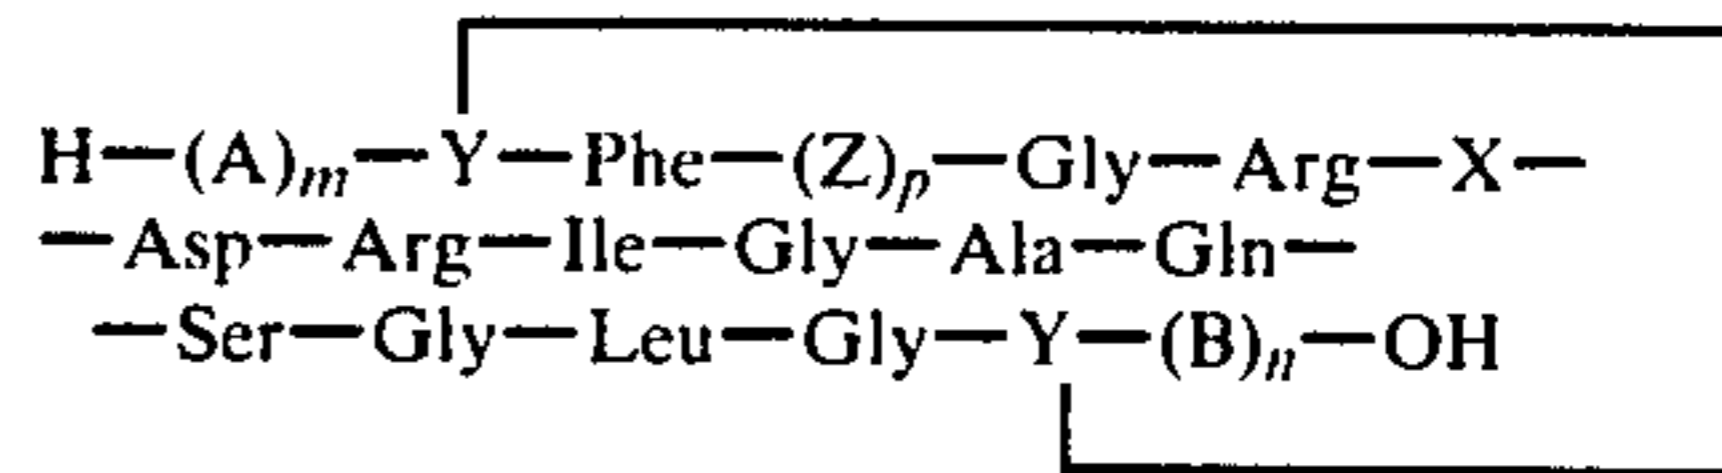 H—(A)m—Y—Phe—(Z)p—Gly—Arg—X—
—Asp—Arg—Ile—Gly—Ala—Gln—
—Ser—Gly—Leu—Gly—Y—(B)n—OH